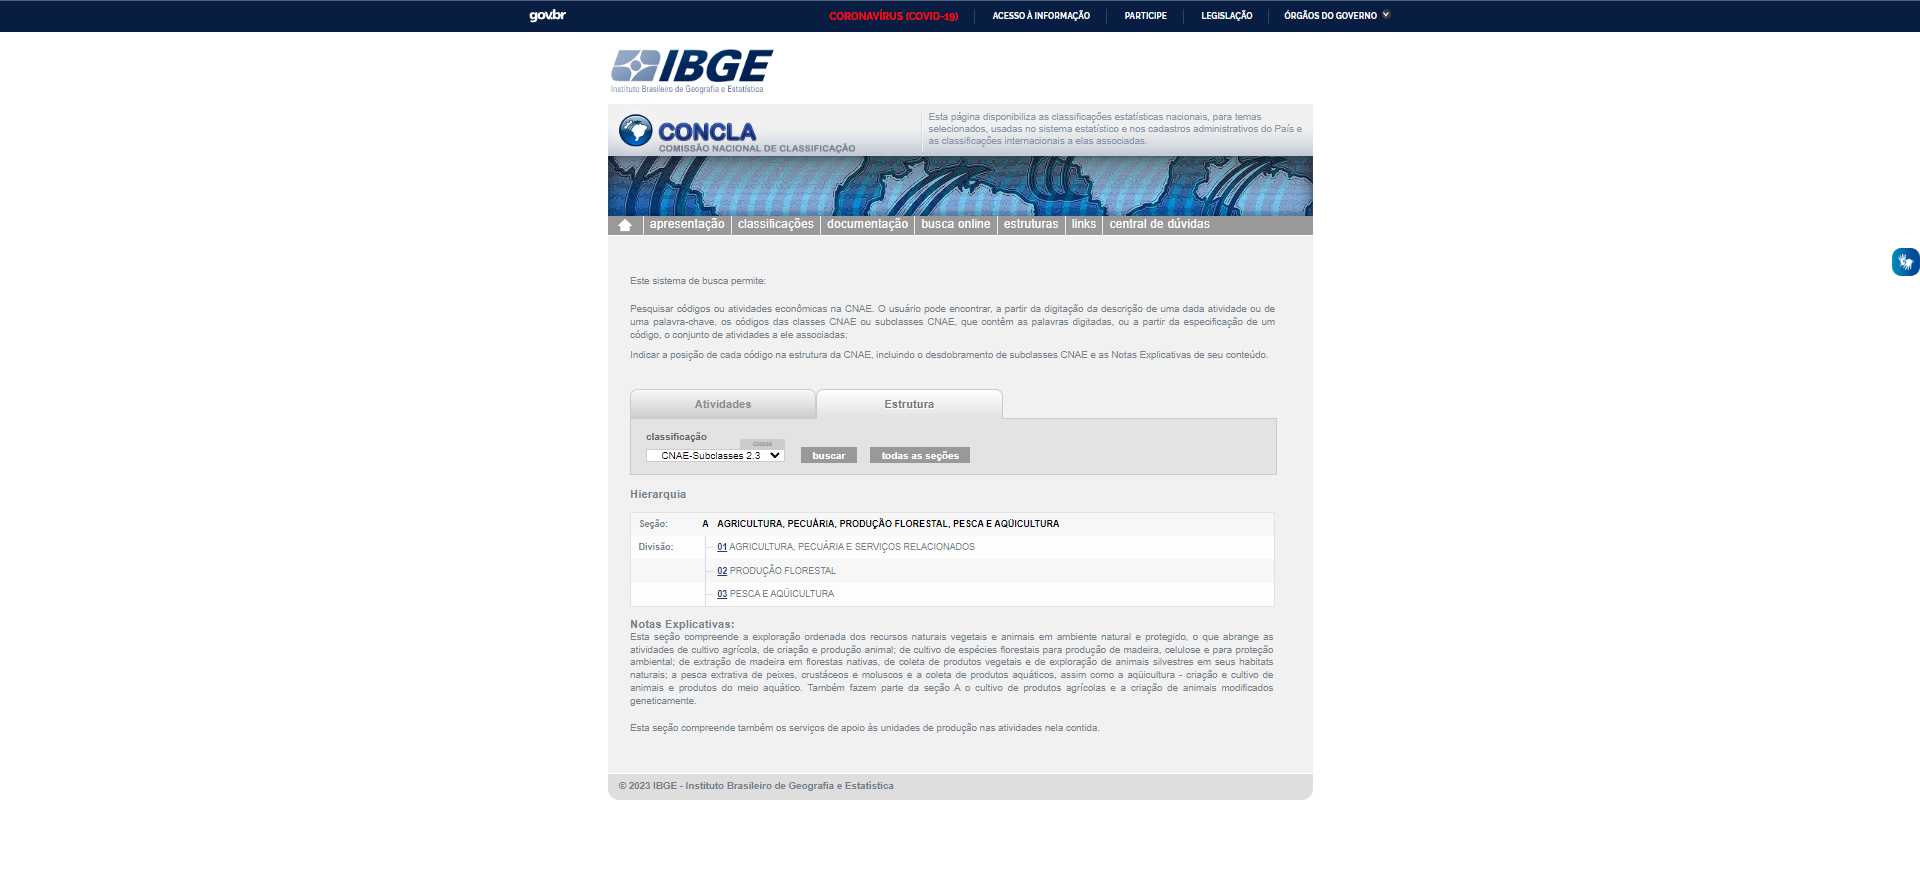 gov.br
CORONAVÍRUS (COVID-19)
ACESSO À INFORMAÇÃO
PARTICIPE
LEGISLAÇÃO
ÓRGÃOS DO GOVERNO
IBGE
Instituto Brasileiro de Geografia e Estatística
CONCLA
COMISSÃO NACIONAL DE CLASSIFICAÇÃO
Esta página disponibiliza as classificações estatísticas nacionais, para temas
selecionados, usadas no sistema estatístico e nos cadastros administrativos do País e
as classificações internacionais a elas associadas.
apresentação
classificações
documentação
busca online
estruturas
links
central de dúvidas
Este sistema de busca permite:
Pesquisar códigos ou atividades econômicas na CNAE. O usuário pode encontrar, a partir da digitação da descrição de uma dada atividade ou de
uma palavra-chave, os códigos das classes CNAE ou subclasses CNAE, que contêm as palavras digitadas, ou a partir da especificação de um
código, o conjunto de atividades a ele associadas;
Indicar a posição de cada código na estrutura da CNAE, incluindo o desdobramento de subclasses CNAE e as Notas Explicativas de seu conteúdo.
Atividades
Estrutura
classificação
CNAE-Subclasses 2.3
buscar
todas as seções
Hierarquia
Seção: A AGRICULTURA, PECUÁRIA, PRODUÇÃO FLORESTAL, PESCA E AQÜICULTURA
Divisão: 01 AGRICULTURA, PECUÁRIA E SERVIÇOS RELACIONADOS
02 PRODUÇÃO FLORESTAL
03 PESCA E AQÜICULTURA
Notas Explicativas:
Esta seção compreende a exploração ordenada dos recursos naturais vegetais e animais em ambiente natural e protegido, o que abrange as
atividades de cultivo agrícola, de criação e produção animal; de cultivo de espécies florestais para produção de madeira, celulose e para proteção
ambiental; de extração de madeira em florestas nativas, de coleta de produtos vegetais e de exploração de animais silvestres em seus habitats
naturais; a pesca extrativa de peixes, crustáceos e moluscos e a coleta de produtos aquáticos, assim como a aqüicultura - criação e cultivo de
animais e produtos do meio aquático. Também fazem parte da seção A o cultivo de produtos agrícolas e a criação de animais modificados
geneticamente.
Esta seção compreende também os serviços de apoio às unidades de produção nas atividades nela contida.
© 2023 IBGE - Instituto Brasileiro de Geografia e Estatística